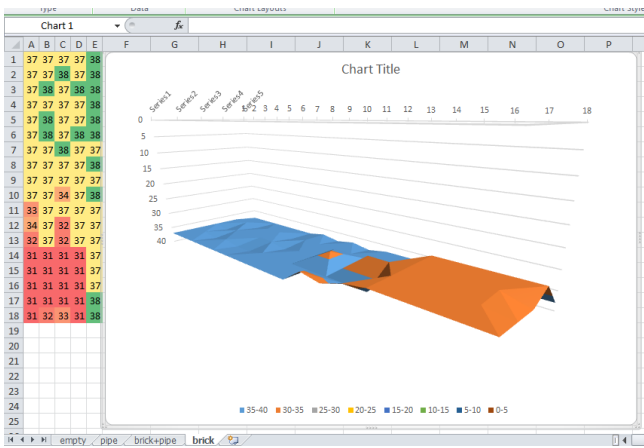 Type Data Chart Layouts Chart Style
Chart 1 fx
A B C D E F G H I J K L M N O P
1 37 37 37 37 38
2 37 37 38 37 38
3 37 38 37 38 38
4 37 37 37 37 38
5 37 38 37 37 38
6 37 38 37 38 38
7 37 37 38 37 37
8 37 37 37 37 38
9 37 37 37 37 37
10 37 37 34 37 38
11 33 37 37 37 37
12 34 37 32 37 37
13 32 37 32 37 37
14 31 31 31 31 37
15 31 31 31 31 37
16 31 31 31 31 37
17 31 31 31 31 38
18 31 32 33 31 38
19
20
21
22
23
24
25
Chart Title
Series1 Series2 Series3 Series4 Series5
1 2 3 4 5 6 7 8 9 10 11 12 13 14 15 16 17 18
0
5
10
15
20
25
30
35
40
35-40 30-35 25-30 20-25 15-20 10-15 5-10 0-5
empty pipe brick+pipe brick